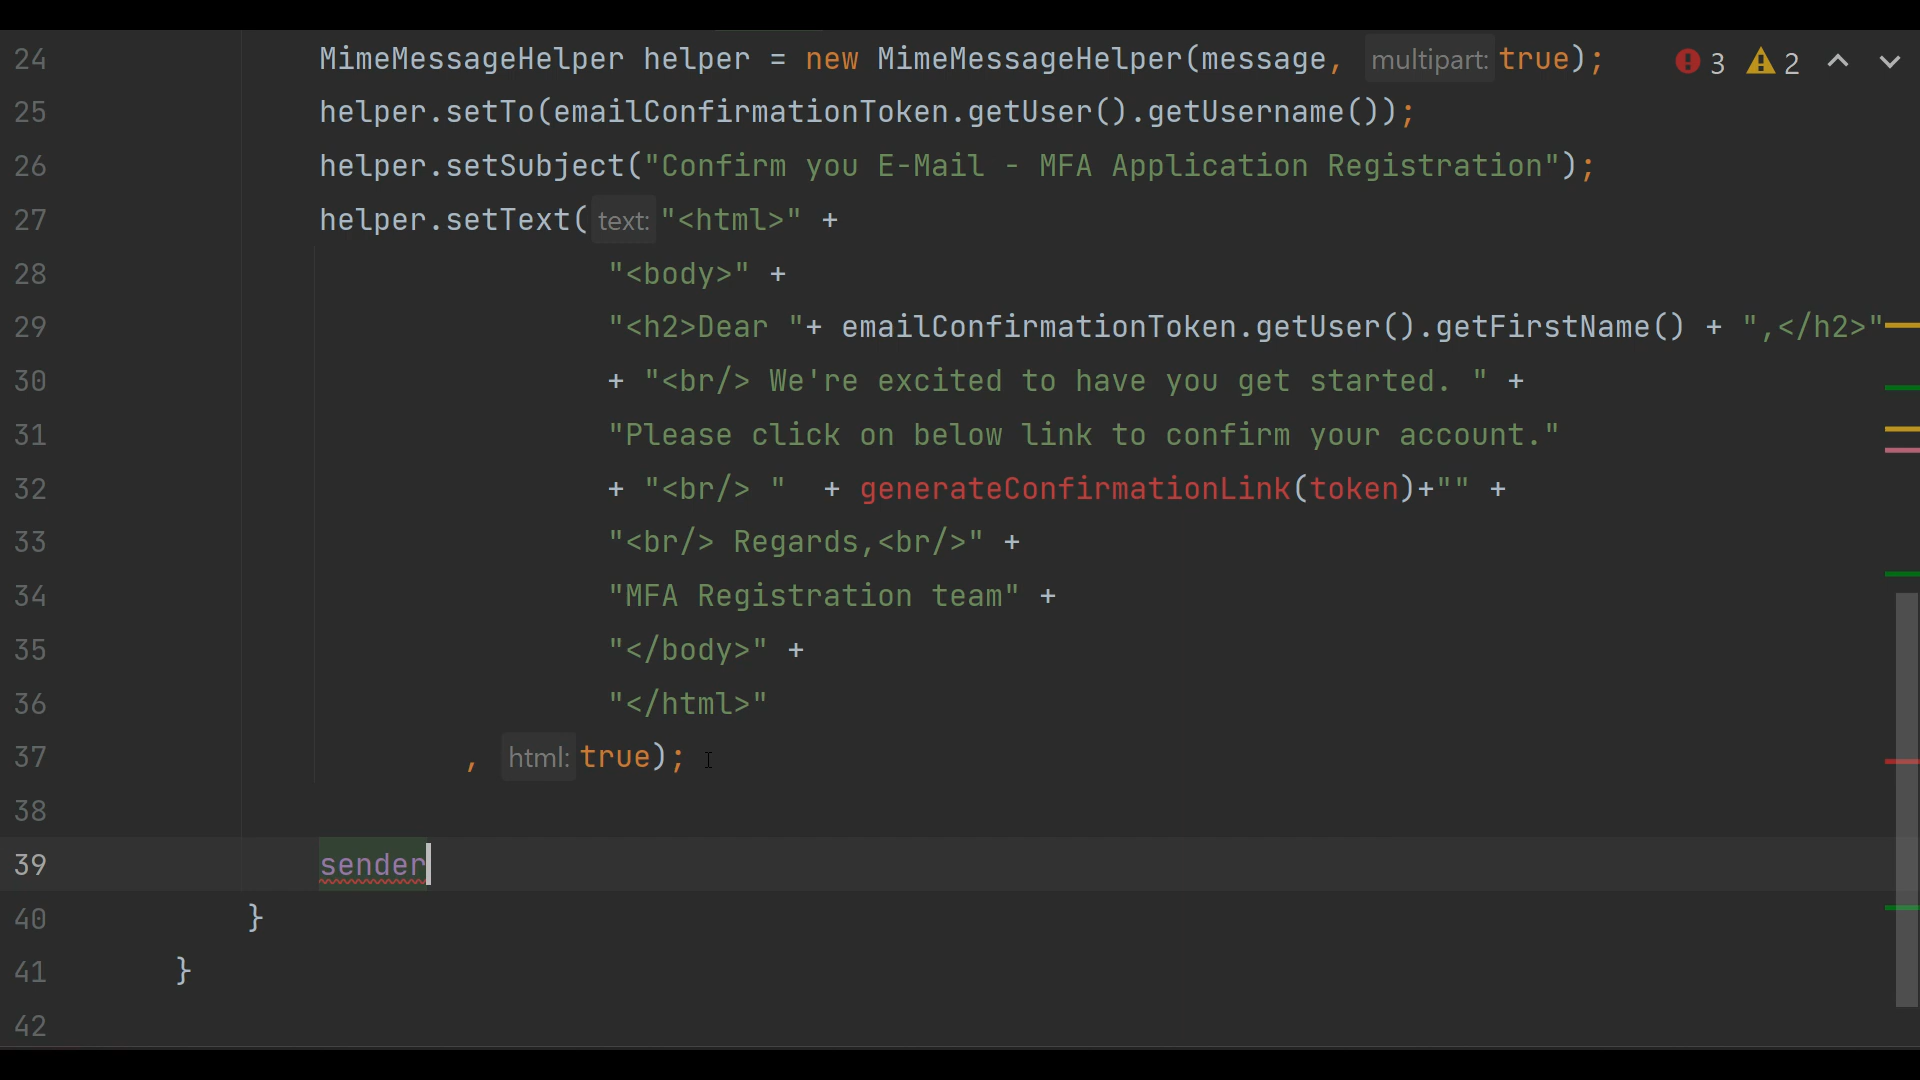 24 MimeMessageHelper helper = new MimeMessageHelper(message, multipart: true); 3 2
25 helper.setTo(emailConfirmationToken.getUser().getUsername());
26 helper.setSubject("Confirm you E-Mail - MFA Application Registration");
27 helper.setText( text: "<html>" +
28 "<body>" +
29 "<h2>Dear "+ emailConfirmationToken.getUser().getFirstName() + ",</h2>"
30 + "<br/> We're excited to have you get started. " +
31 "Please click on below link to confirm your account."
32 + "<br/> "  + generateConfirmationLink(token)+"" +
33 "<br/> Regards,<br/>" +
34 "MFA Registration team" +
35 "</body>" +
36 "</html>"
37 , html: true);
38
39 sender
40 }
41 }
42